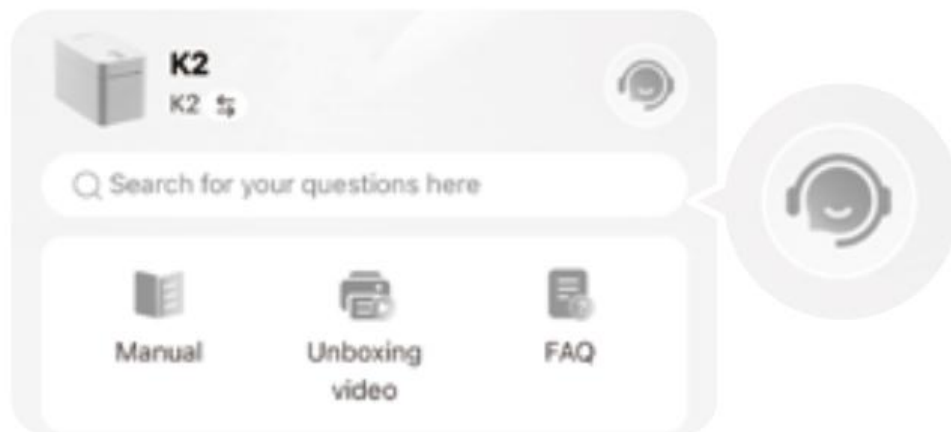 K2
K2
Search for your questions here
Manual
Unboxing
video
FAQ